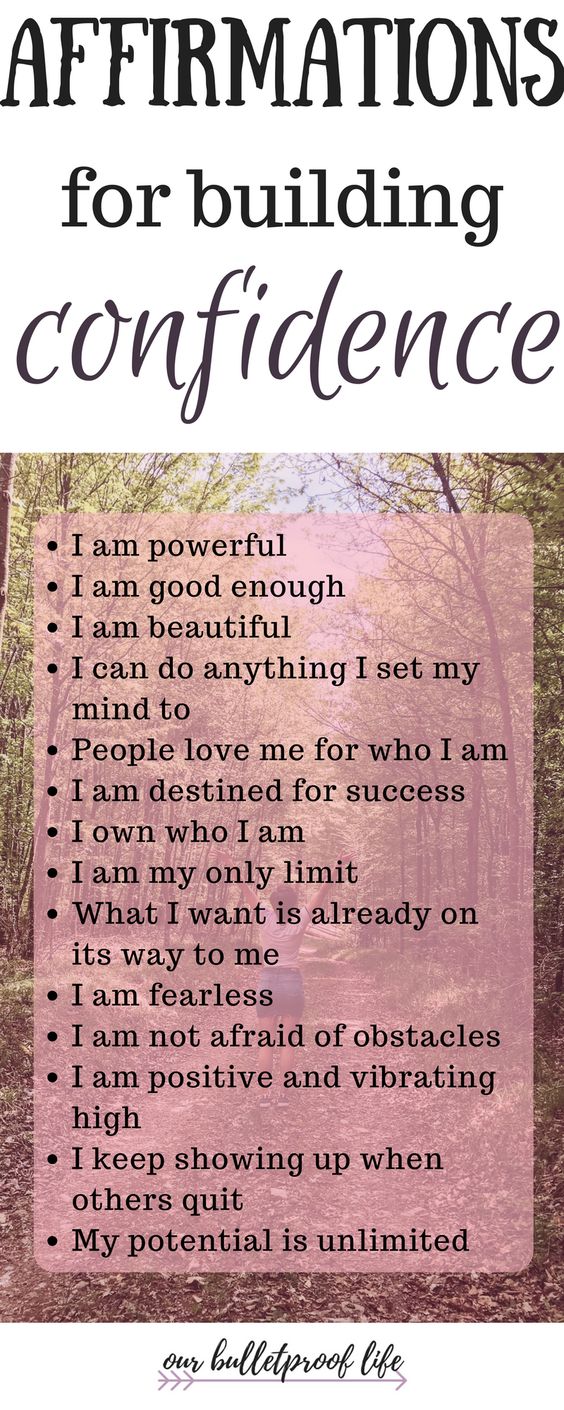 AFFIRMATIONS
for building
confidence
• I am powerful
• I am good enough
• I am beautiful
• I can do anything I set my
mind to
• People love me for who I am
• I am destined for success
• I own who I am
• I am my only limit
• What I want is already on
its way to me
• I am fearless
• I am not afraid of obstacles
• I am positive and vibrating
high
• I keep showing up when
others quit
• My potential is unlimited
our bulletproof life